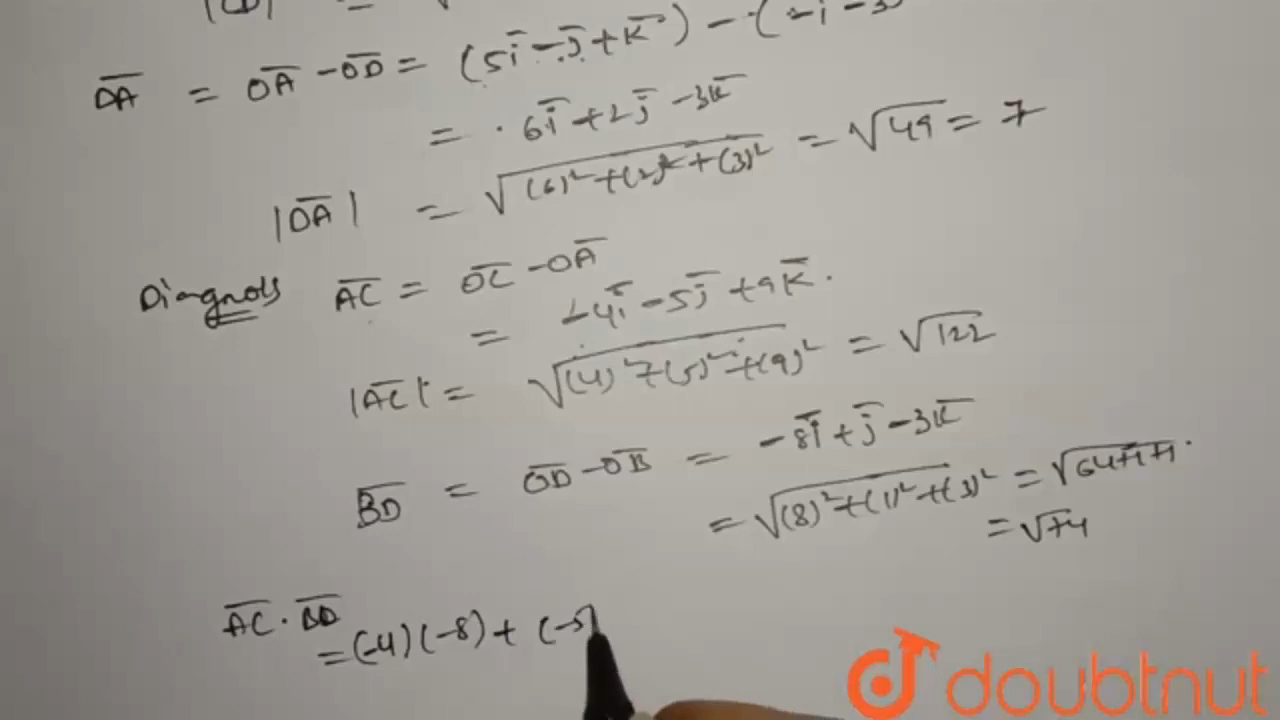 |CD| = √
DA = OA - OD = (5i - j + k) - (-i - 3
= 6i + 2j - 3k
|DA| = √(6)² + (2)² + (3)² = √49 = 7
Diagnols AC = OC - OA
= -4i - 5j + 9k.
|AC| = √(4)² + (5)² + (9)² = √122
BD = OD - OB = -8i + j - 3k
= √(8)² + (1)² + (3)² = √64+1+
= √74
AC . BD
= (-4)(-8) + (-5)
doubtnut